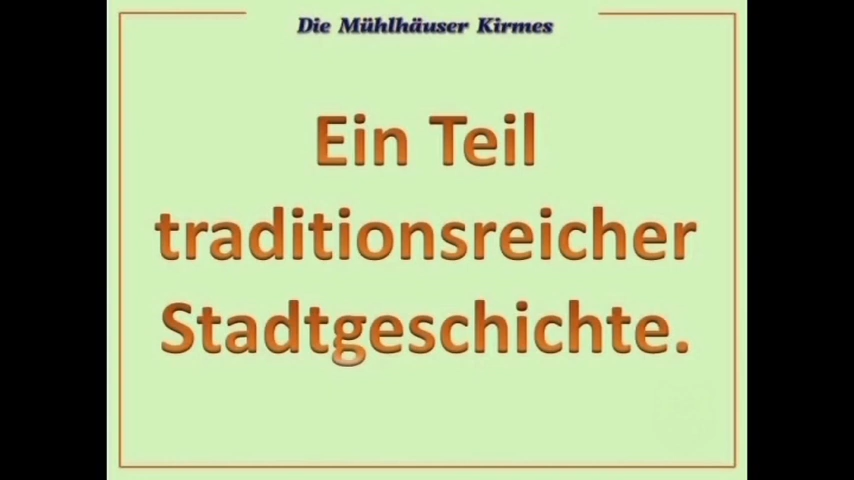 Die Mühlhäuser Kirmes
Ein Teil
traditionsreicher
Stadtgeschichte.